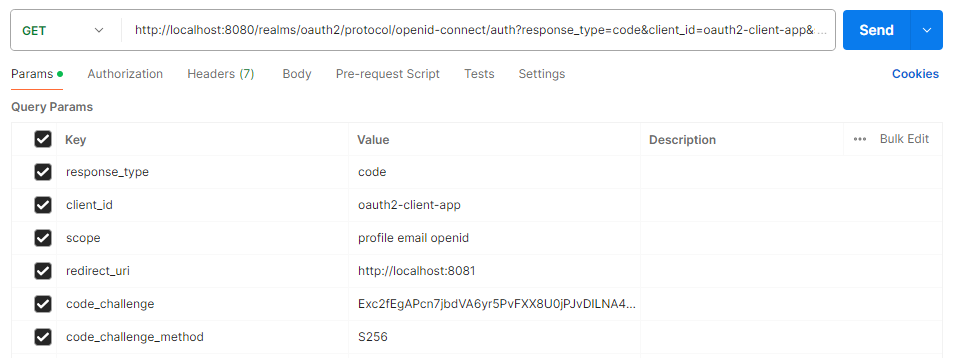 GET http://localhost:8080/realms/oauth2/protocol/openid-connect/auth?response_type=code&client_id=oauth2-client-app&... Send
Params Authorization Headers (7) Body Pre-request Script Tests Settings Cookies
Query Params
Key Value Description ••• Bulk Edit
response_type code
client_id oauth2-client-app
scope profile email openid
redirect_uri http://localhost:8081
code_challenge Exc2fEgAPcn7jbdVA6yr5PvFXX8U0jPJvDILNA4...
code_challenge_method S256